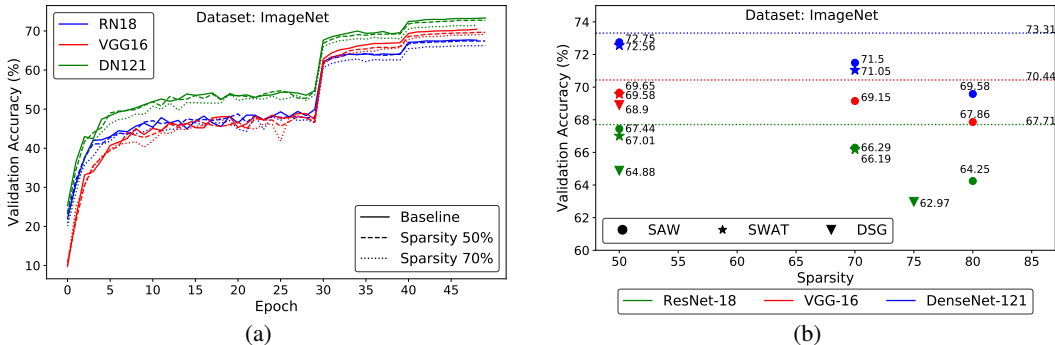 Dataset: ImageNet
RN18
VGG16
DN121
Validation Accuracy (%)
70
60
50
40
30
20
10
Baseline
Sparsity 50%
Sparsity 70%
0 5 10 15 20 25 30 35 40 45
Epoch
(a)
Dataset: ImageNet
Validation Accuracy (%)
74
72
70
68
66
64
62
60
73.31
72.75
72.56
71.5
71.05
70.44
69.65
69.58
68.9
69.15
69.58
67.86
67.71
67.44
67.01
66.29
66.19
64.88
64.25
62.97
SAW SWAT DSG
50 55 60 65 70 75 80 85
Sparsity
ResNet-18 VGG-16 DenseNet-121
(b)